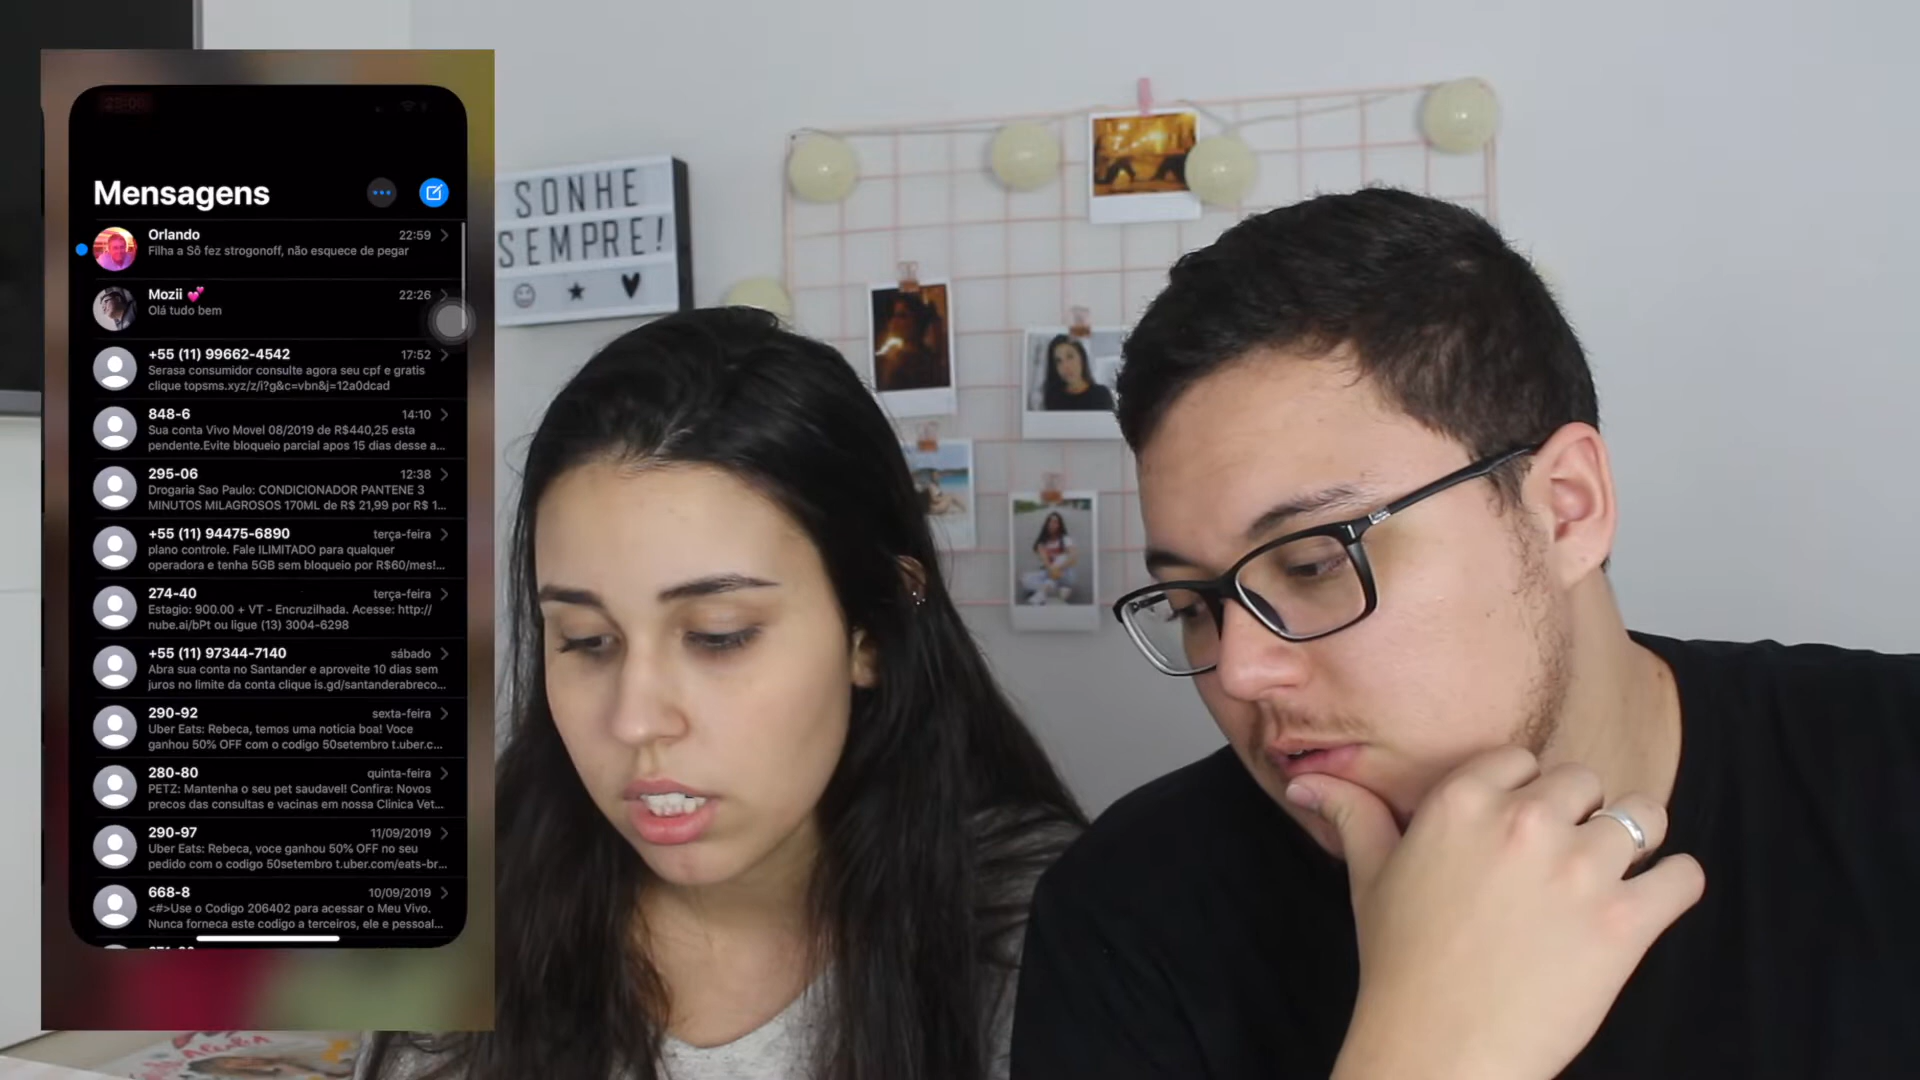 23:00
Mensagens
Orlando 22:59
Filha a Sô fez strogonoff, não esquece de pegar
Mozii 💕 22:26
Olá tudo bem
+55 (11) 99662-4542 17:52
Serasa consumidor consulte agora seu cpf e gratis
clique topsms.xyz/z/i?g&c=vbn&j=12a0dcad
848-6 14:10
Sua conta Vivo Movel 08/2019 de R$440,25 esta
pendente.Evite bloqueio parcial apos 15 dias desse a...
295-06 12:38
Drogaria Sao Paulo: CONDICIONADOR PANTENE 3
MINUTOS MILAGROSOS 170ML de R$ 21,99 por R$ 1...
+55 (11) 94475-6890 terça-feira
plano controle. Fale ILIMITADO para qualquer
operadora e tenha 5GB sem bloqueio por R$60/mes!...
274-40 terça-feira
Estagio: 900.00 + VT - Encruzilhada. Acesse: http://
nube.ai/bPt ou ligue (13) 3004-6298
+55 (11) 97344-7140 sábado
Abra sua conta no Santander e aproveite 10 dias sem
juros no limite da conta clique is.gd/santanderabreco...
290-92 sexta-feira
Uber Eats: Rebeca, temos uma noticia boa! Voce
ganhou 50% OFF com o codigo 50setembro t.uber.c...
280-80 quinta-feira
PETZ: Mantenha o seu pet saudavel! Confira: Novos
precos das consultas e vacinas em nossa Clinica Vet...
290-97 11/09/2019
Uber Eats: Rebeca, voce ganhou 50% OFF no seu
pedido com o codigo 50setembro t.uber.com/eats-br...
668-8 10/09/2019
<#>Use o Codigo 206402 para acessar o Meu Vivo.
Nunca forneca este codigo a terceiros, ele e pessoal...
SONHE
SEMPRE!